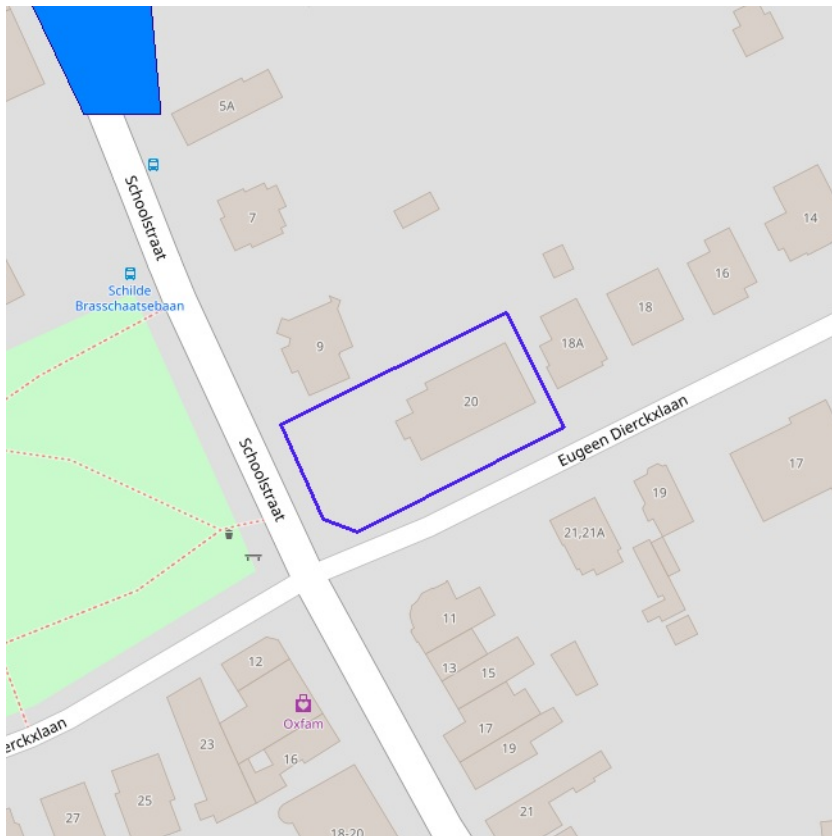 5A
Schoolstraat
7
14
16
Schilde
Brasschaatsebaan
18
9
18A
20
Eugeen Dierckxlaan
Schoolstraat
17
19
21,21A
11
12
13
15
Oxfam
17
23
19
16
erckxlaan
25
27
21
18-20